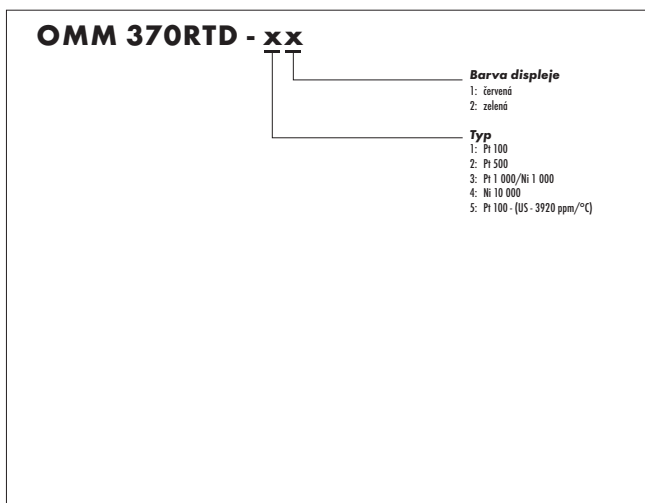 OMM 370RTD - xx
Barva displeje
1: červená
2: zelená
Typ
1: Pt 100
2: Pt 500
3: Pt 1 000/Ni 1 000
4: Ni 10 000
5: Pt 100 - (US - 3920 ppm/°C)